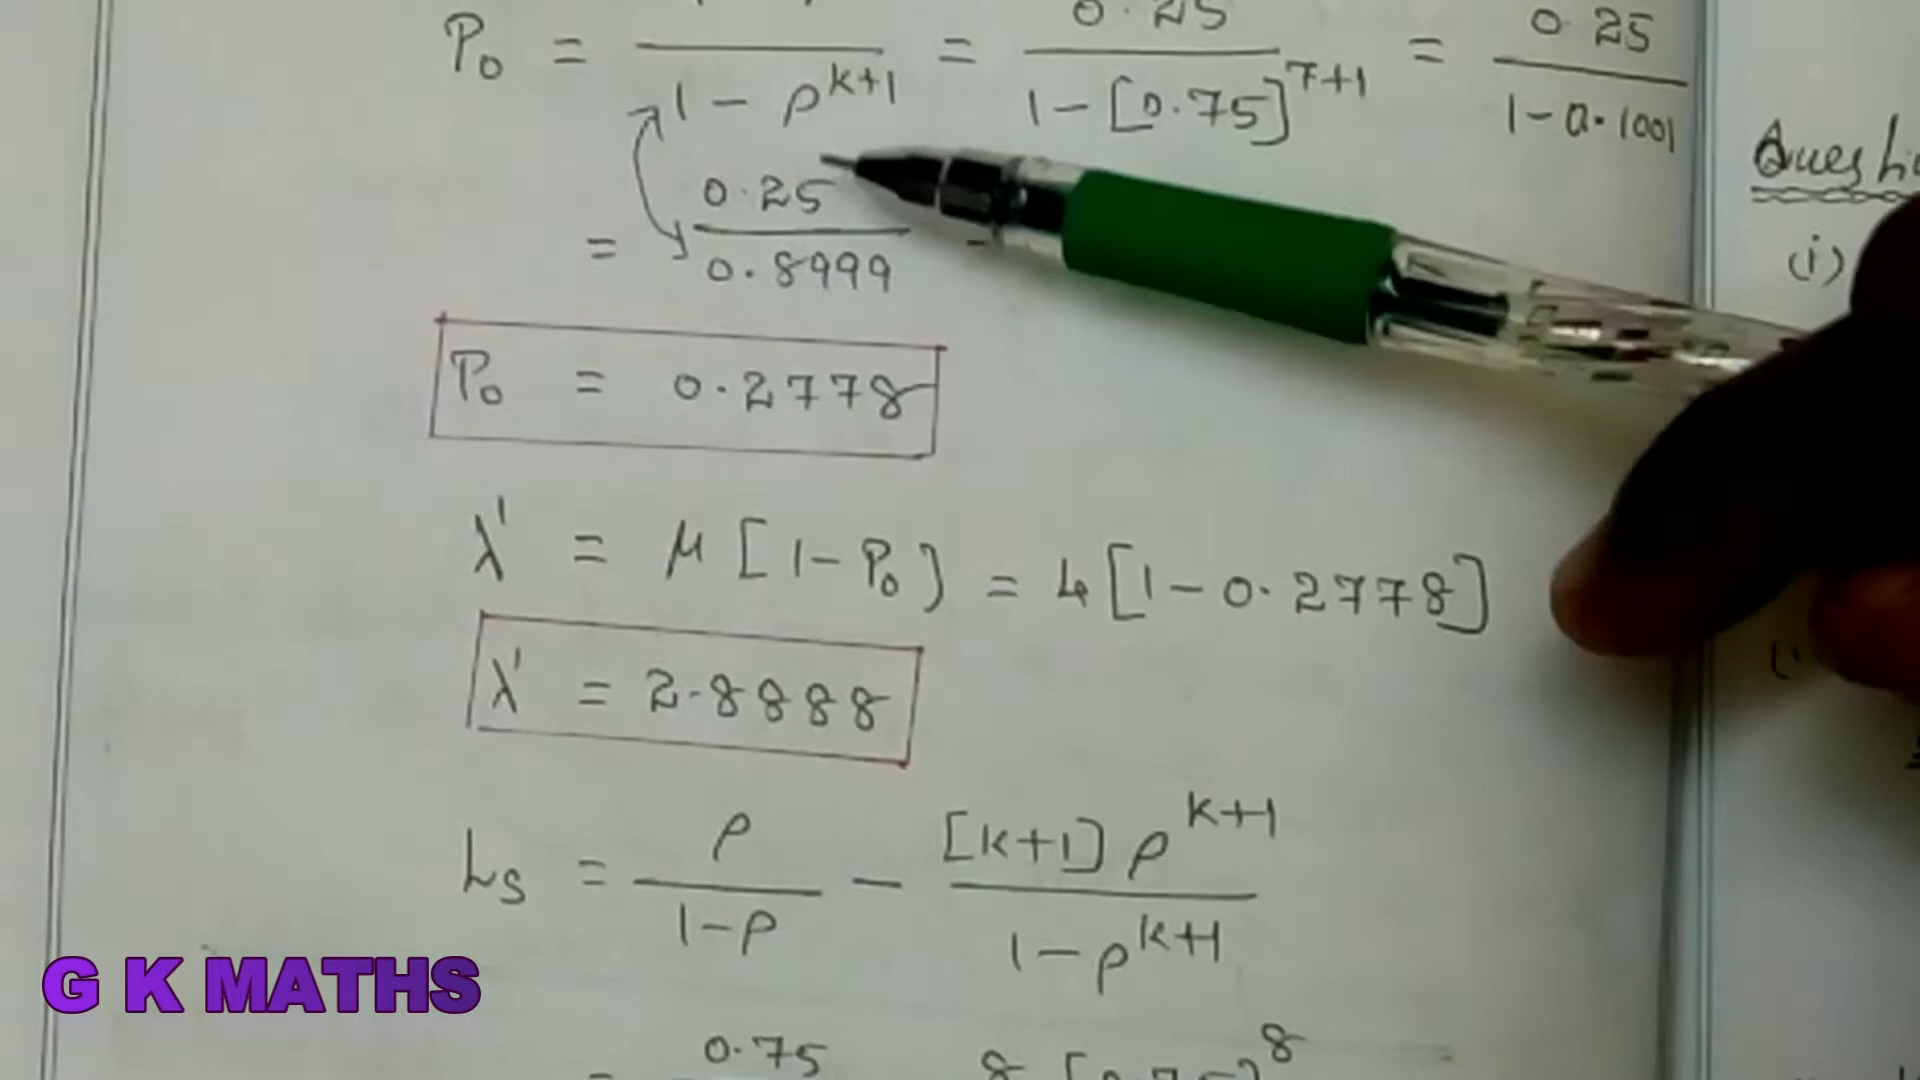 P₀ = / 1 - ρ^(k+1) = 0.25 / 1 - [0.75]^(7+1) = 0.25 / 1 - 0.1001
= 0.25 / 0.8999
P₀ = 0.2778
λ' = μ [1 - P₀) = 4 [1 - 0.2778]
λ' = 2.8888
Ls = ρ / 1 - ρ - [k+1] ρ^(k+1) / 1 - ρ^(k+1)
0.75
(i)
G K MATHS